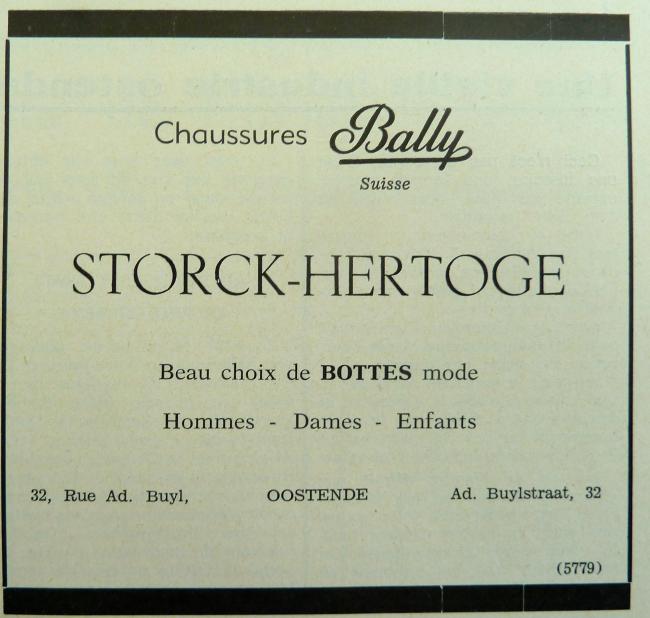 Chaussures Bally
Suisse
STORCK-HERTOGE
Beau choix de BOTTES mode
Hommes - Dames - Enfants
32, Rue Ad. Buyl, OOSTENDE Ad. Buylstraat, 32
(5779)